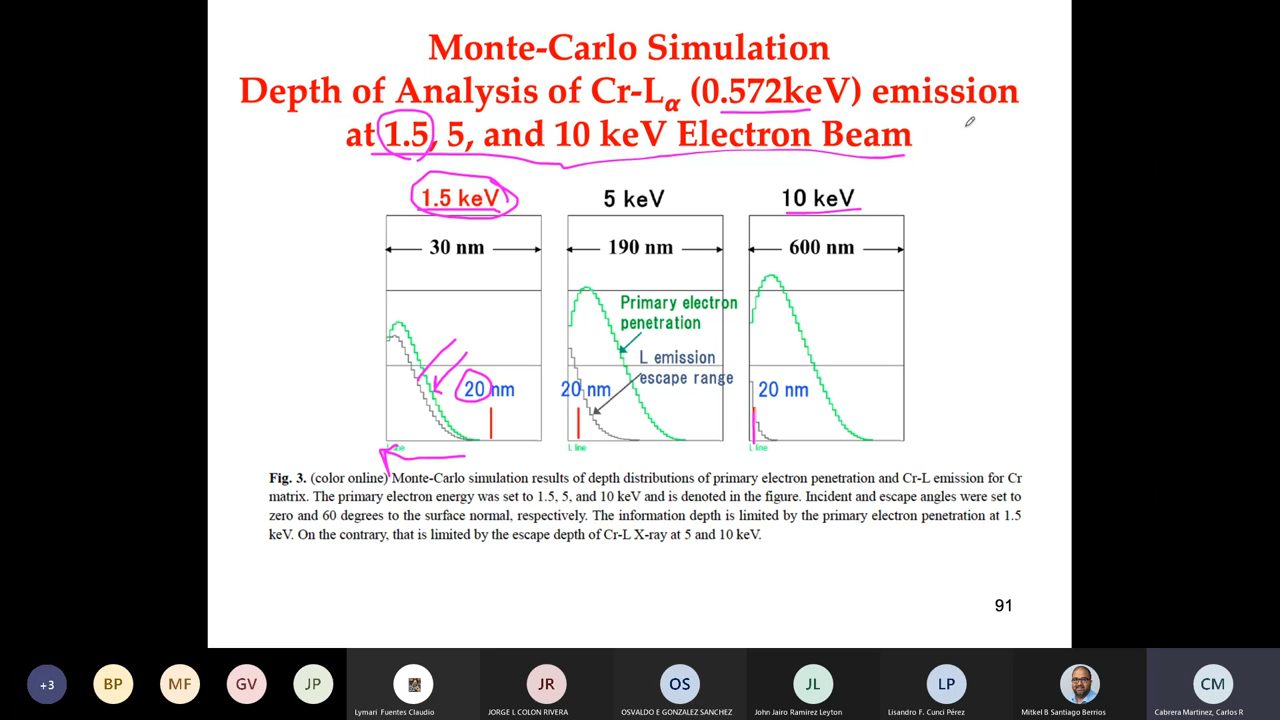 Monte-Carlo Simulation
Depth of Analysis of Cr-Lα (0.572keV) emission
at 1.5, 5, and 10 keV Electron Beam
1.5 keV
5 keV
10 keV
30 nm
190 nm
600 nm
Primary electron
penetration
L emission
escape range
20 nm
20 nm
20 nm
L line
L line
L line
Fig. 3. (color online) Monte-Carlo simulation results of depth distributions of primary electron penetration and Cr-L emission for Cr
matrix. The primary electron energy was set to 1.5, 5, and 10 keV and is denoted in the figure. Incident and escape angles were set to
zero and 60 degrees to the surface normal, respectively. The information depth is limited by the primary electron penetration at 1.5
keV. On the contrary, that is limited by the escape depth of Cr-L X-ray at 5 and 10 keV.
91
+3
BP
MF
GV
JP
JR
OS
JL
LP
CM
Lymari Fuentes Claudio
JORGE L COLON RIVERA
OSVALDO E GONZALEZ SANCHEZ
John Jairo Ramirez Leyton
Lisandro F. Cunci Pérez
Mitkel B Santiago Berrios
Cabrera Martinez, Carlos R